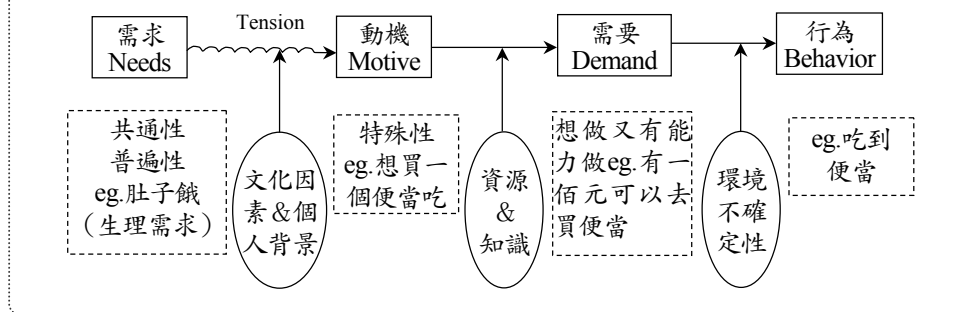 Tension
需求
Needs
動機
Motive
需要
Demand
行為
Behavior
共通性
普遍性
eg.肚子餓
（生理需求）
文化因
素&個
人背景
特殊性
eg.想買一
個便當吃
資源
&
知識
想做又有能
力做eg.有一
佰元可以去
買便當
環境
不確
定性
eg.吃到
便當